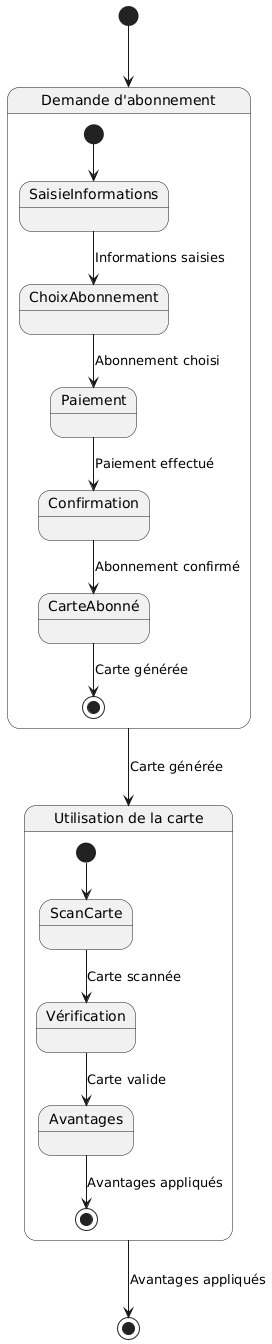 Demande d'abonnement
SaisieInformations
Informations saisies
ChoixAbonnement
Abonnement choisi
Paiement
Paiement effectué
Confirmation
Abonnement confirmé
CarteAbonné
Carte générée
Carte générée
Utilisation de la carte
ScanCarte
Carte scannée
Vérification
Carte valide
Avantages
Avantages appliqués
Avantages appliqués